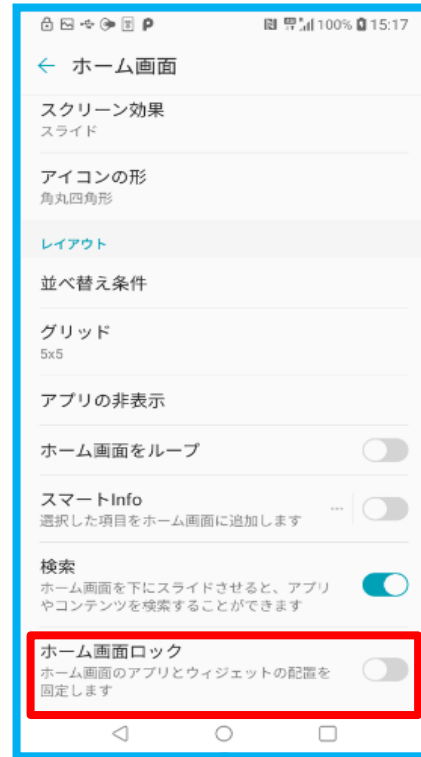 100% 15:17
← ホーム画面
スクリーン効果
スライド
アイコンの形
角丸四角形
レイアウト
並べ替え条件
グリッド
5x5
アプリの非表示
ホーム画面をループ
スマートInfo
選択した項目をホーム画面に追加します
検索
ホーム画面を下にスライドさせると、アプリ
やコンテンツを検索することができます
ホーム画面ロック
ホーム画面のアプリとウィジェットの配置を
固定します